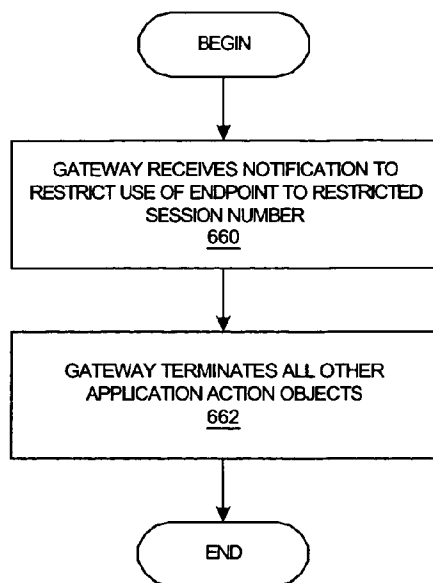 BEGIN
GATEWAY RECEIVES NOTIFICATION TO
RESTRICT USE OF ENDPOINT TO RESTRICTED
SESSION NUMBER
660
GATEWAY TERMINATES ALL OTHER
APPLICATION ACTION OBJECTS
662
END